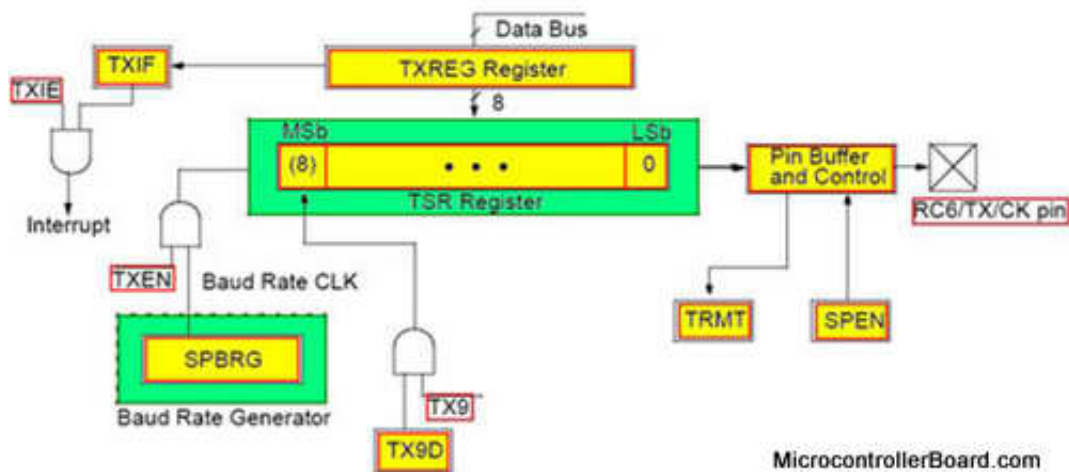 Data Bus
TXIF
TXREG Register
TXIE
8
MSb
LSb
(8)
• • •
0
TSR Register
Pin Buffer
and Control
RC6/TX/CK pin
Interrupt
TXEN
Baud Rate CLK
TRMT
SPEN
SPBRG
Baud Rate Generator
TX9
TX9D
MicrocontrollerBoard.com